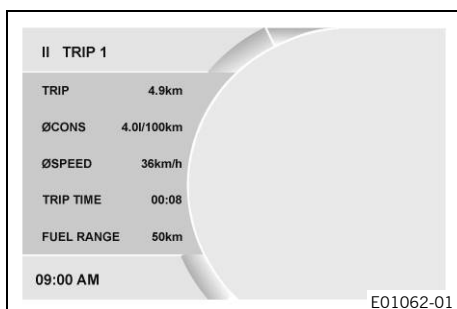 II TRIP 1
TRIP 4.9km
ØCONS 4.0l/100km
ØSPEED 36km/h
TRIP TIME 00:08
FUEL RANGE 50km
09:00 AM
E01062-01